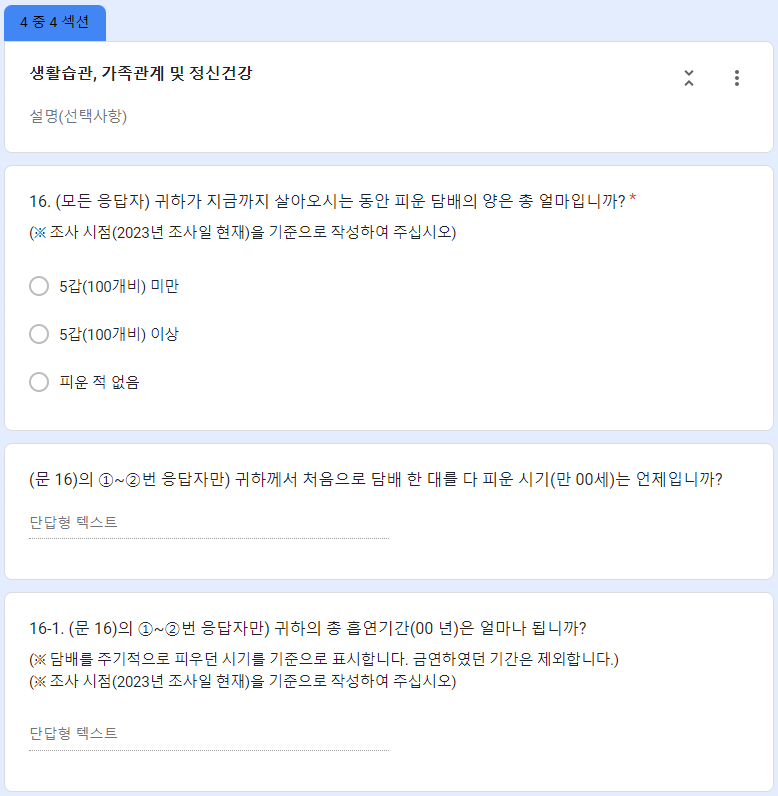 4 중 4 섹션
생활습관, 가족관계 및 정신건강
설명(선택사항)
16. (모든 응답자) 귀하가 지금까지 살아오시는 동안 피운 담배의 양은 총 얼마입니까? *
(※ 조사 시점(2023년 조사일 현재)을 기준으로 작성하여 주십시오)
5갑(100개비) 미만
5갑(100개비) 이상
피운 적 없음
(문 16)의 ①~②번 응답자만) 귀하께서 처음으로 담배 한 대를 다 피운 시기(만 00세)는 언제입니까?
단답형 텍스트
16-1. (문 16)의 ①~②번 응답자만) 귀하의 총 흡연기간(00 년)은 얼마나 됩니까?
(※ 담배를 주기적으로 피우던 시기를 기준으로 표시합니다. 금연하였던 기간은 제외합니다.)
(※ 조사 시점(2023년 조사일 현재)을 기준으로 작성하여 주십시오)
단답형 텍스트